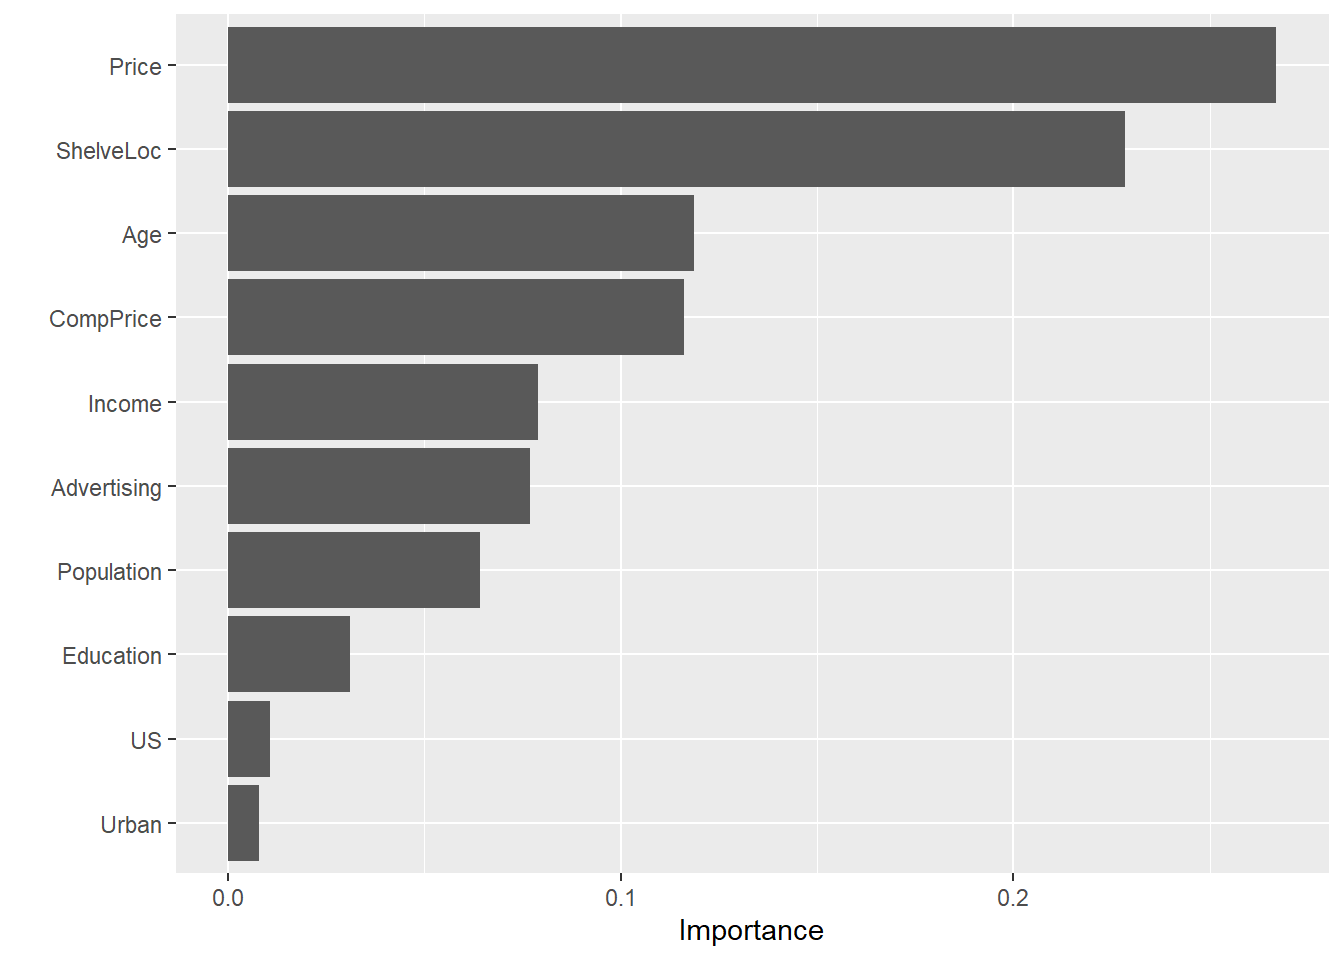 Price
ShelveLoc
Age
CompPrice
Income
Advertising
Population
Education
US
Urban
0.0 0.1 0.2
Importance